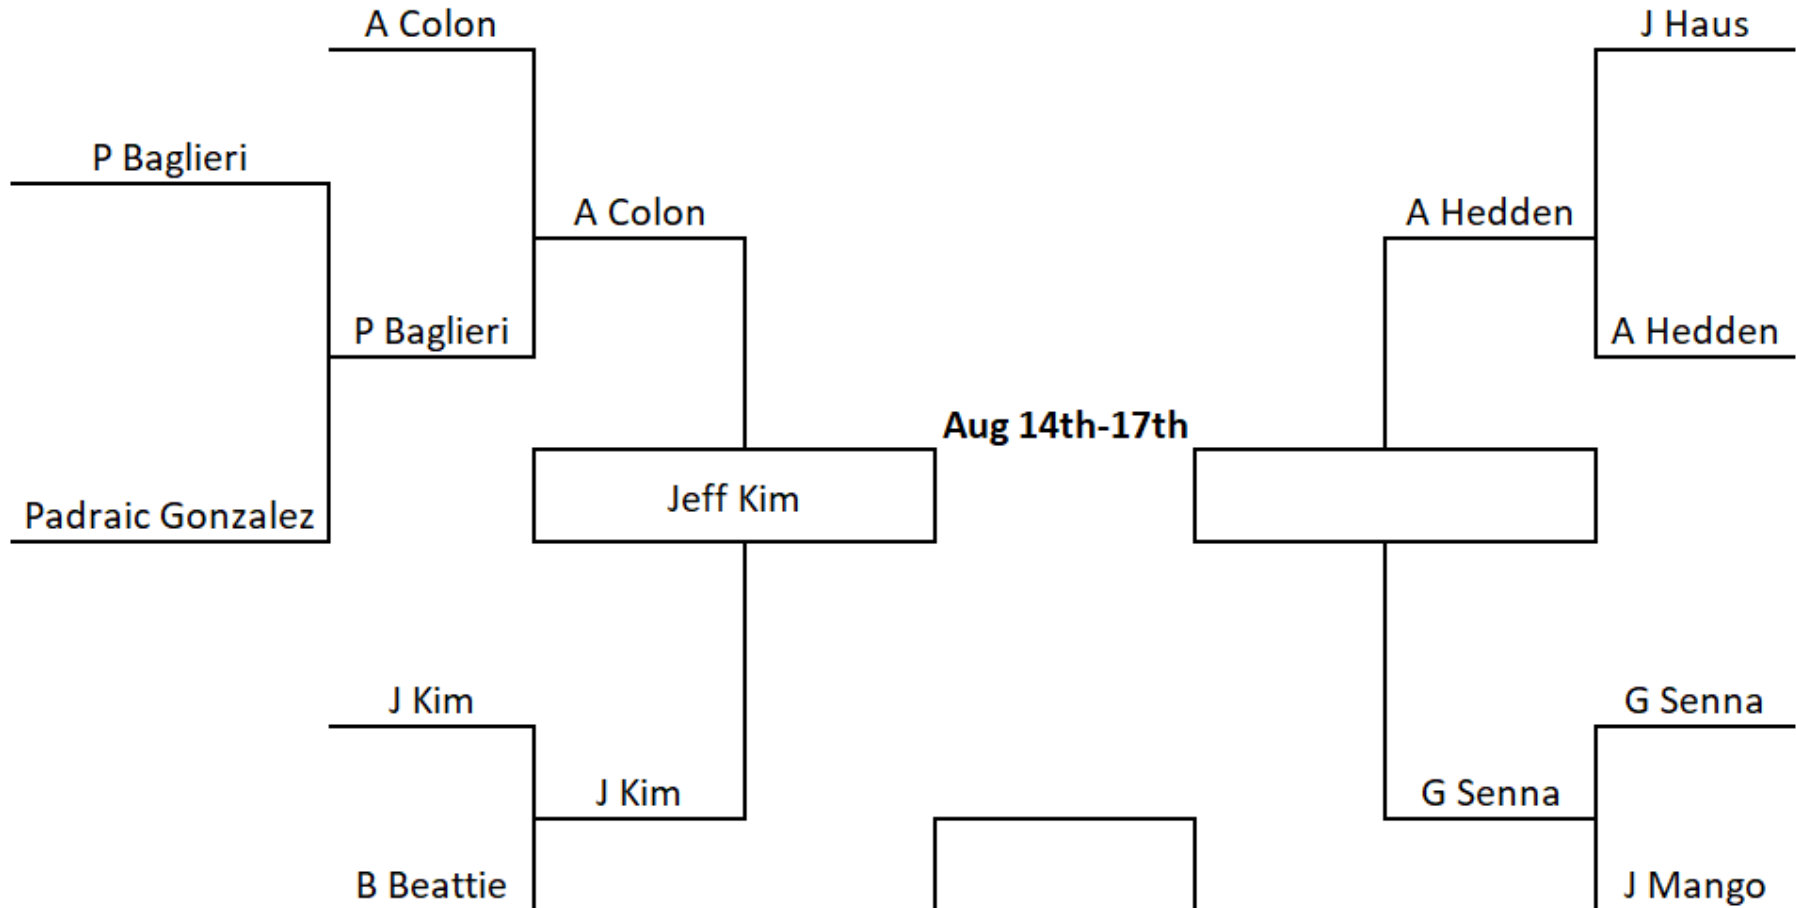 A Colon
J Haus
P Baglieri
A Colon
A Hedden
P Baglieri
A Hedden
Aug 14th-17th
Jeff Kim
Padraic Gonzalez
J Kim
G Senna
J Kim
G Senna
B Beattie
J Mango